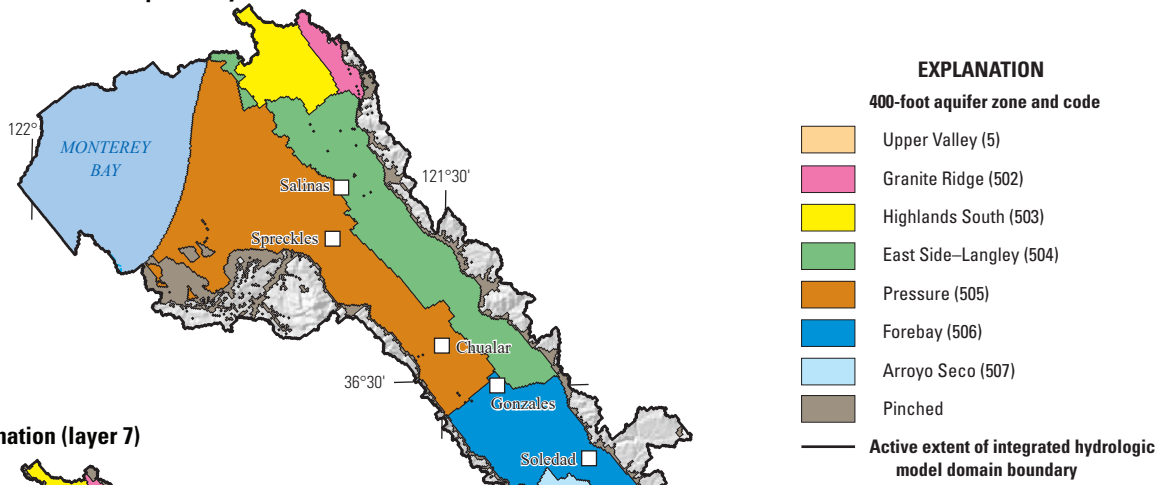 122°
MONTEREY
BAY
121°30'
Salinas
Spreckles
Chualar
36°30'
Gonzales
Soledad
nation (layer 7)
EXPLANATION
400-foot aquifer zone and code
Upper Valley (5)
Granite Ridge (502)
Highlands South (503)
East Side–Langley (504)
Pressure (505)
Forebay (506)
Arroyo Seco (507)
Pinched
Active extent of integrated hydrologic
model domain boundary